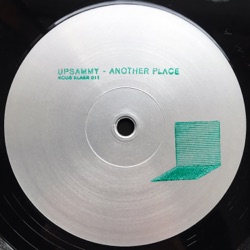 UPSAMMY - ANOTHER PLACE
NOUS KLAER 011